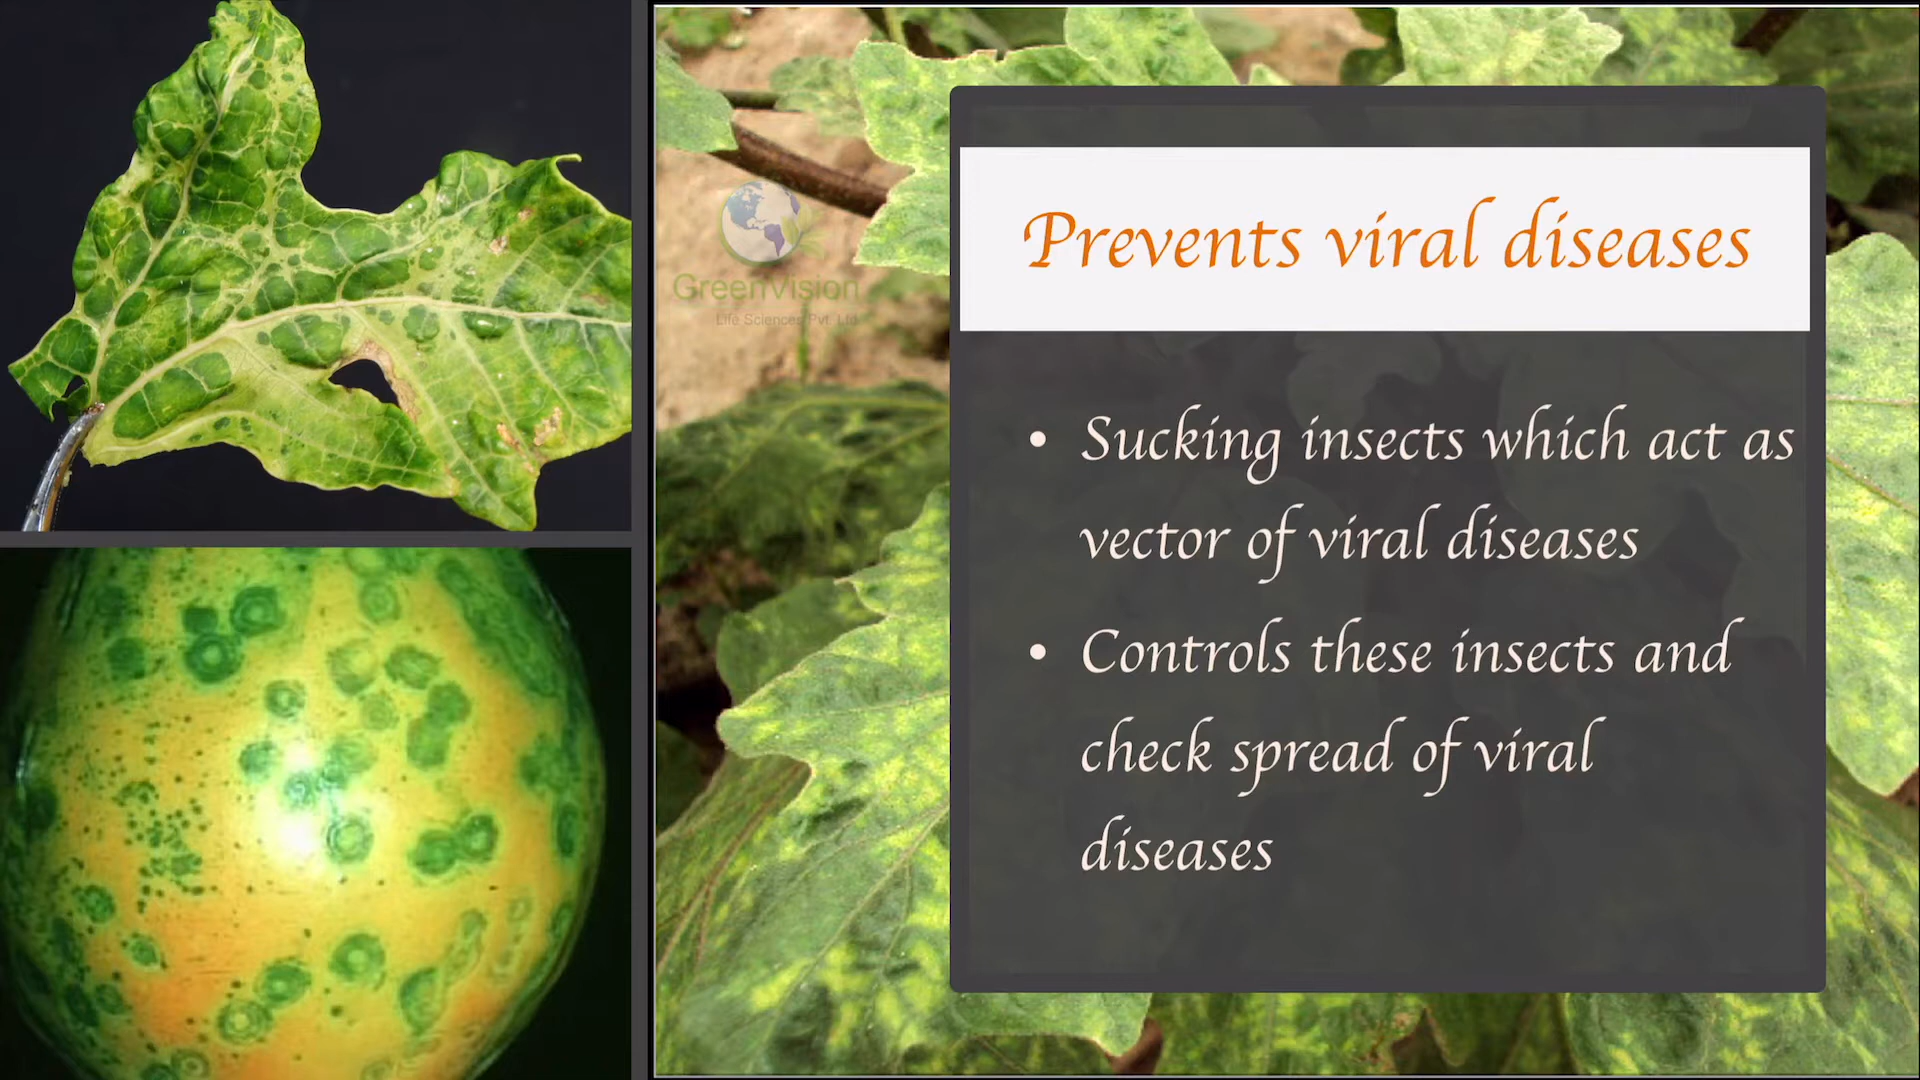 GreenVision
Life Sciences Pvt. Ltd.
Prevents viral diseases
• Sucking insects which act as
vector of viral diseases
• Controls these insects and
check spread of viral
diseases